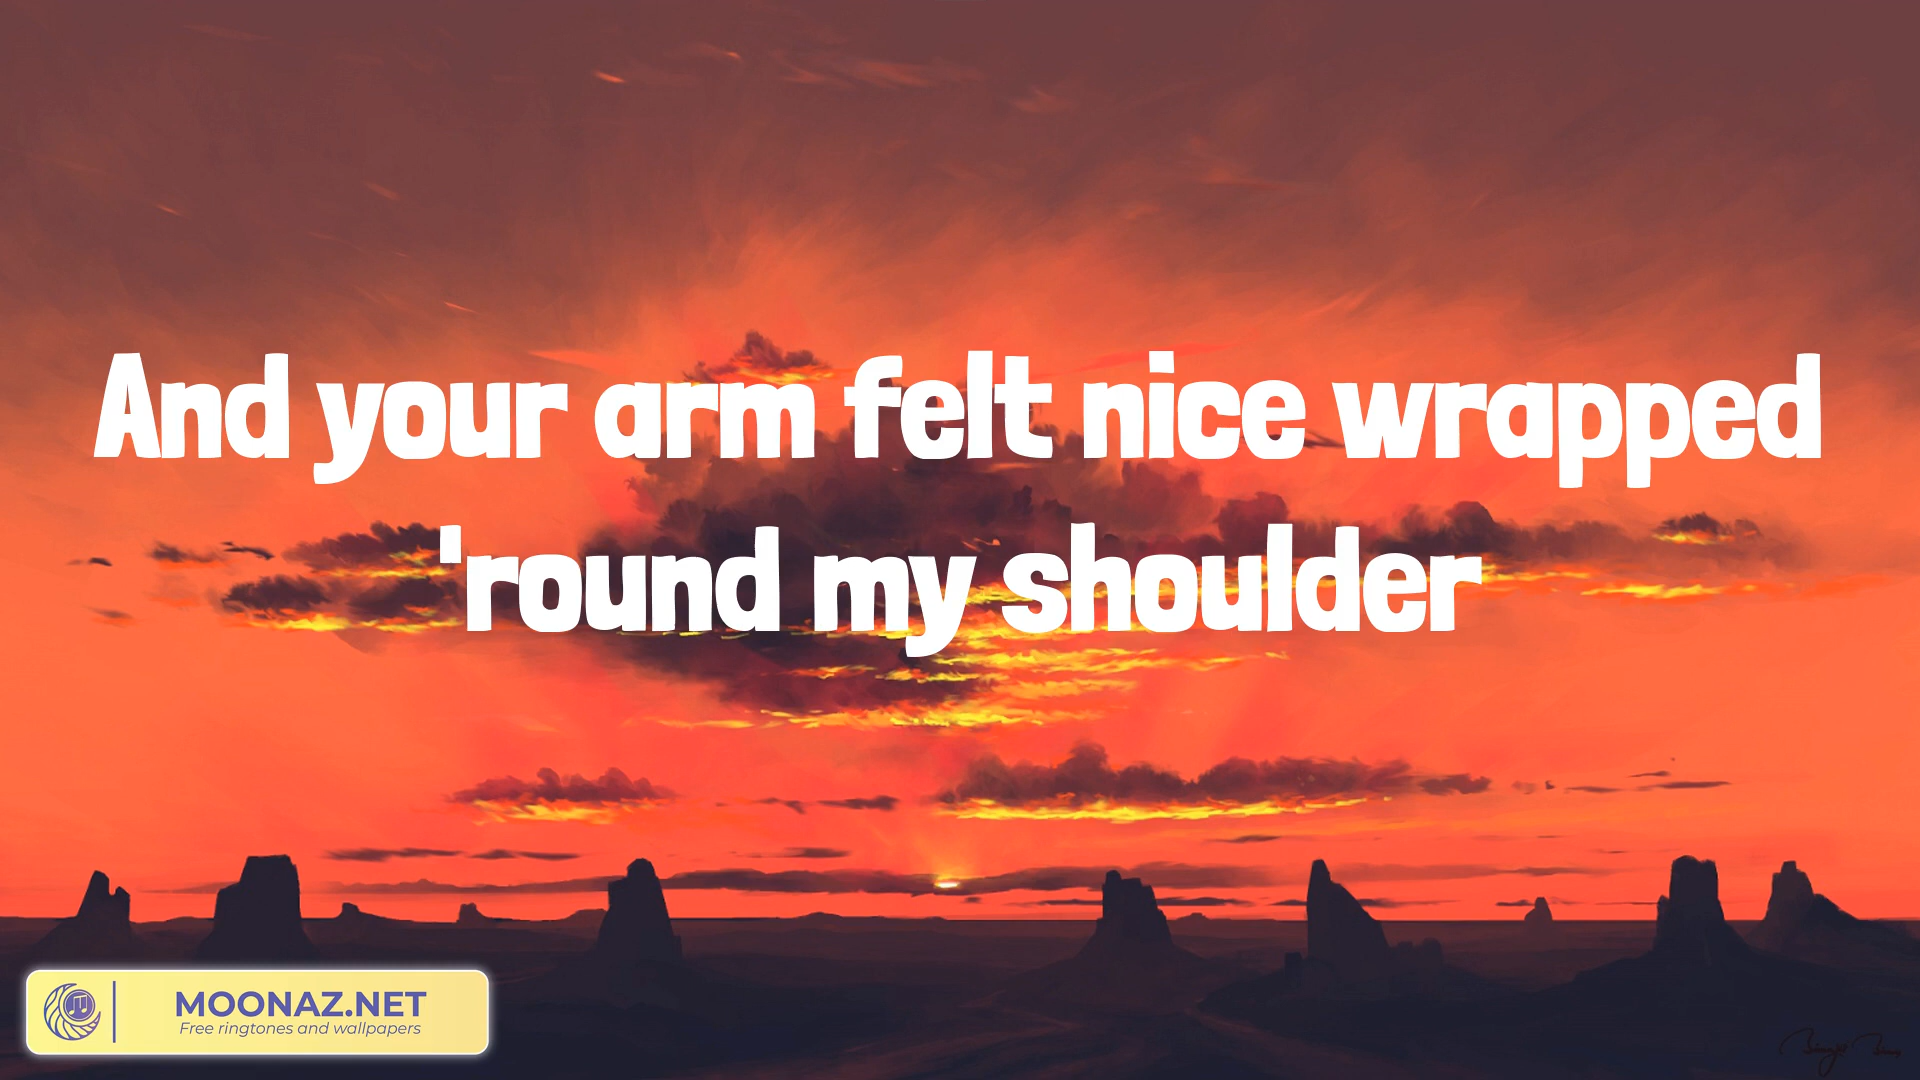 And your arm felt nice wrapped
'round my shoulder
MOONAZ.NET
Free ringtones and wallpapers